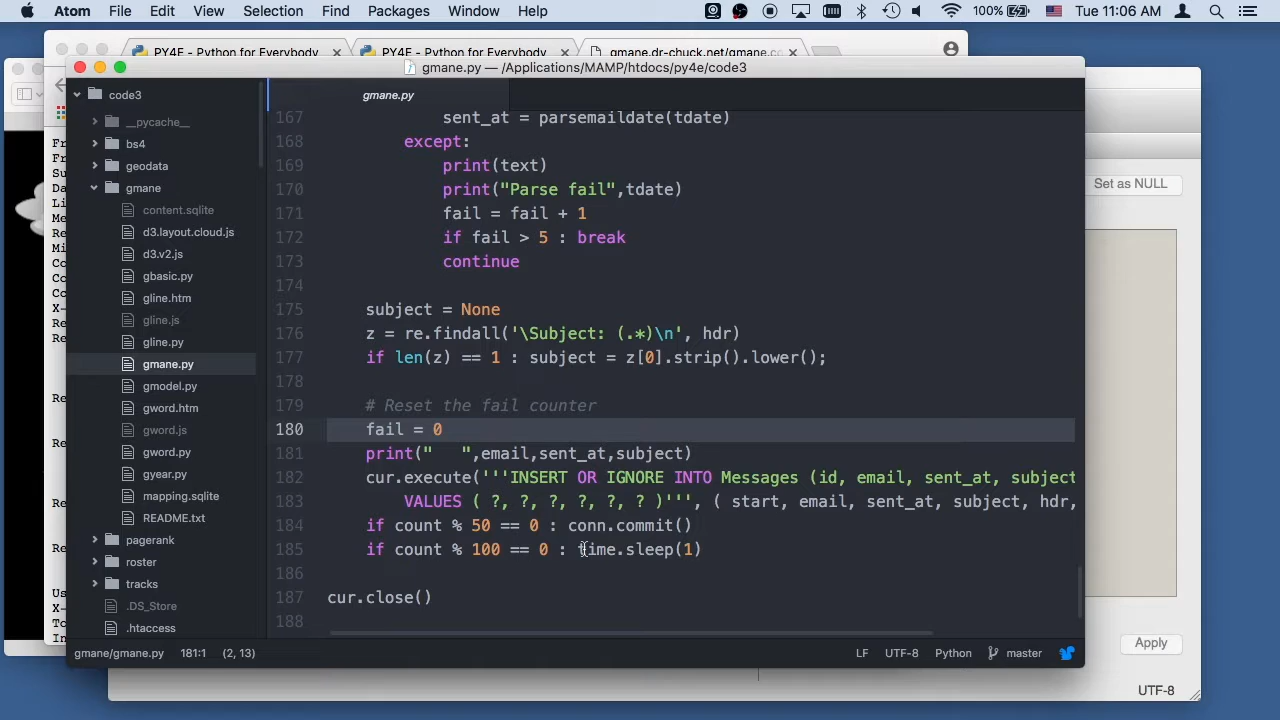 Atom File Edit View Selection Find Packages Window Help 100% Tue 11:06 AM
PY4E - Python for Everybody PY4E - Python for Everybody gmane.dr-chuck.net/gmane.co
gmane.py — /Applications/MAMP/htdocs/py4e/code3
code3
gmane.py
__pycache__
bs4
geodata
gmane
content.sqlite
d3.layout.cloud.js
d3.v2.js
gbasic.py
gline.htm
gline.js
gline.py
gmane.py
gmodel.py
gword.htm
gword.js
gword.py
gyear.py
mapping.sqlite
README.txt
pagerank
roster
tracks
.DS_Store
.htaccess
167 sent_at = parsemaildate(tdate)
168 except:
169 print(text)
170 print("Parse fail",tdate)
171 fail = fail + 1
172 if fail > 5 : break
173 continue
174
175 subject = None
176 z = re.findall('\Subject: (.*)\n', hdr)
177 if len(z) == 1 : subject = z[0].strip().lower();
178
179 # Reset the fail counter
180 fail = 0
181 print("   ",email,sent_at,subject)
182 cur.execute('''INSERT OR IGNORE INTO Messages (id, email, sent_at, subject
183 VALUES ( ?, ?, ?, ?, ?, ? )''', ( start, email, sent_at, subject, hdr,
184 if count % 50 == 0 : conn.commit()
185 if count % 100 == 0 : time.sleep(1)
186
187 cur.close()
188
Set as NULL
Apply
UTF-8
gmane/gmane.py 181:1 (2, 13) LF UTF-8 Python master